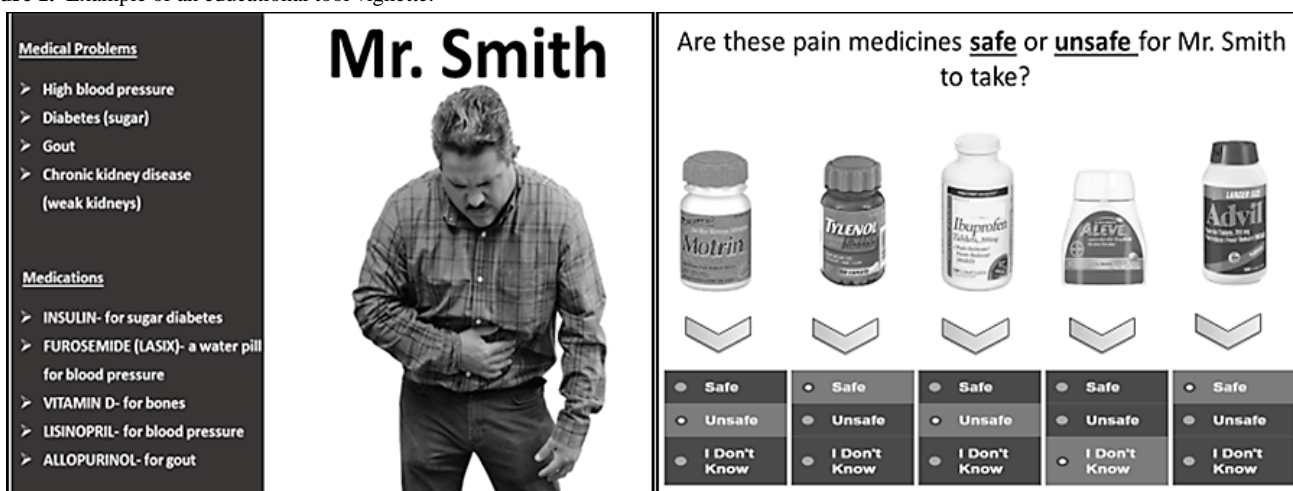 Medical Problems
High blood pressure
Diabetes (sugar)
Gout
Chronic kidney disease
(weak kidneys)
Medications
INSULIN- for sugar diabetes
FUROSEMIDE (LASIX)- a water pill
for blood pressure
VITAMIN D- for bones
LISINOPRIL- for blood pressure
ALLOPURINOL- for gout
Mr. Smith
Are these pain medicines safe or unsafe for Mr. Smith
to take?
Motrin
TYLENOL
Ibuprofen
Tablets, 200mg
ALEVE
Advil
Safe
Unsafe
I Don't
Know
Safe
Unsafe
I Don't
Know
Safe
Unsafe
I Don't
Know
Safe
Unsafe
I Don't
Know
Safe
Unsafe
I Don't
Know